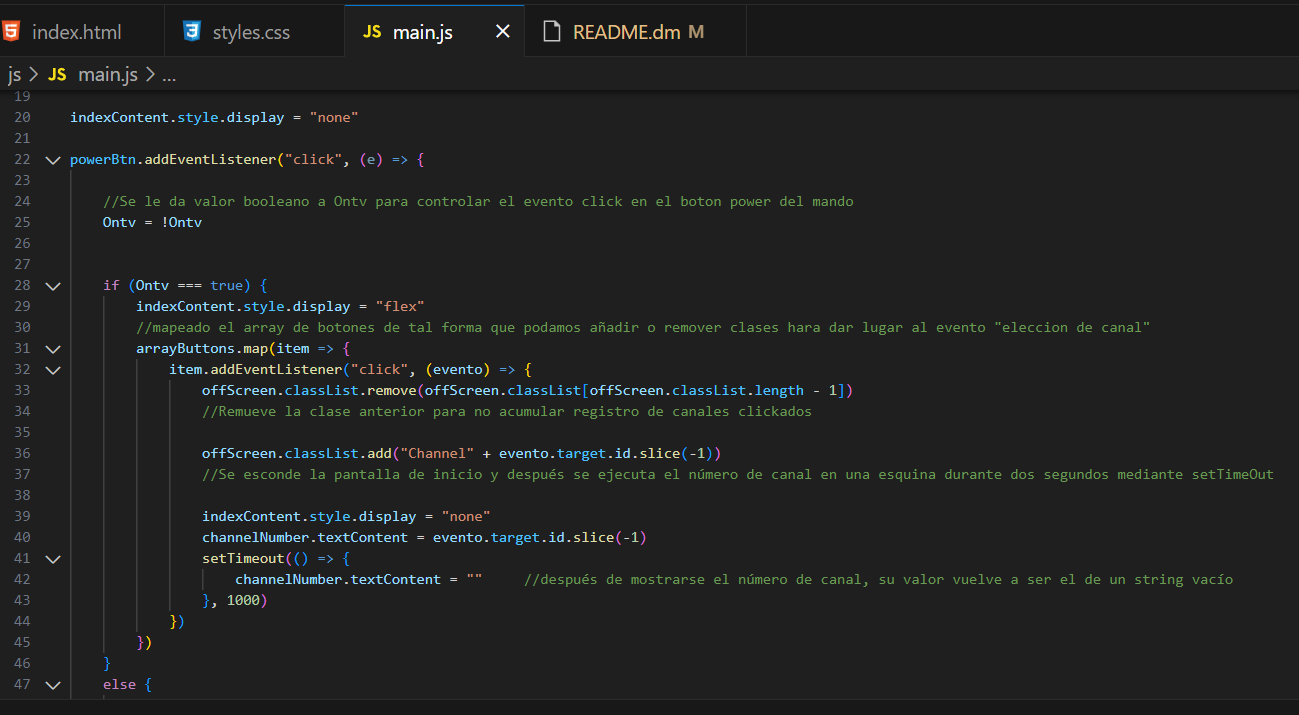 index.html styles.css JS main.js × README.dm M
js > JS main.js > ...
19
20 indexContent.style.display = "none"
21
22 powerBtn.addEventListener("click", (e) => {
23
24 //Se le da valor booleano a Ontv para controlar el evento click en el boton power del mando
25 Ontv = !Ontv
26
27
28 if (Ontv === true) {
29 indexContent.style.display = "flex"
30 //mapeado el array de botones de tal forma que podamos añadir o remover clases hara dar lugar al evento "eleccion de canal"
31 arrayButtons.map(item => {
32 item.addEventListener("click", (evento) => {
33 offScreen.classList.remove(offScreen.classList[offScreen.classList.length - 1])
34 //Remueve la clase anterior para no acumular registro de canales clickados
35
36 offScreen.classList.add("Channel" + evento.target.id.slice(-1))
37 //Se esconde la pantalla de inicio y después se ejecuta el número de canal en una esquina durante dos segundos mediante setTimeOut
38
39 indexContent.style.display = "none"
40 channelNumber.textContent = evento.target.id.slice(-1)
41 setTimeout(() => {
42 channelNumber.textContent = "" //después de mostrarse el número de canal, su valor vuelve a ser el de un string vacío
43 }, 1000)
44 })
45 })
46 }
47 else {